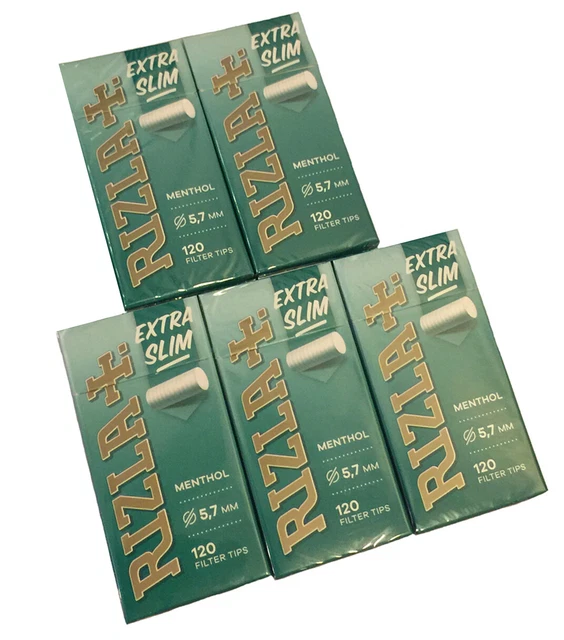 EXTRA
SLIM
RIZLA+.
MENTHOL
⌀ 5,7 MM
120
FILTER TIPS
EXTRA
SLIM
RIZLA+.
MENTHOL
⌀ 5,7 MM
120
FILTER TIPS
EXTRA
SLIM
RIZLA+.
MENTHOL
⌀ 5,7 MM
120
FILTER TIPS
EXTRA
SLIM
RIZLA+.
MENTHOL
⌀ 5,7 MM
120
FILTER TIPS
EXTRA
SLIM
RIZLA+.
MENTHOL
⌀ 5,7 MM
120
FILTER TIPS